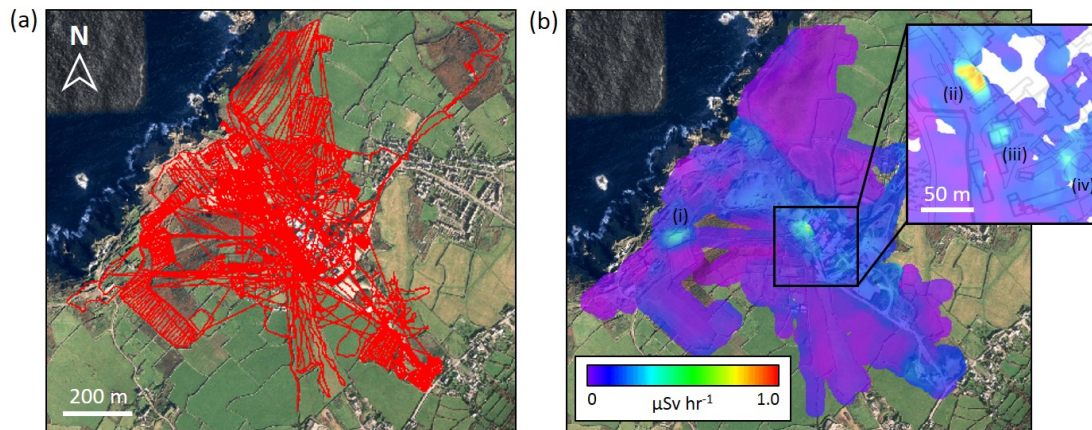 (a)
N
200 m
(b)
(i)
(ii)
(iii)
(iv)
50 m
0 µSv hr⁻¹ 1.0